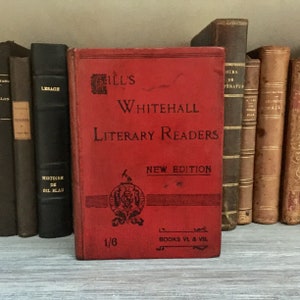 GILL'S
WHITEHALL
LITERARY READERS
NEW EDITION
1/6
BOOKS VI. & VII.
LESAGE
HISTOIRE
DE
GIL BLAS